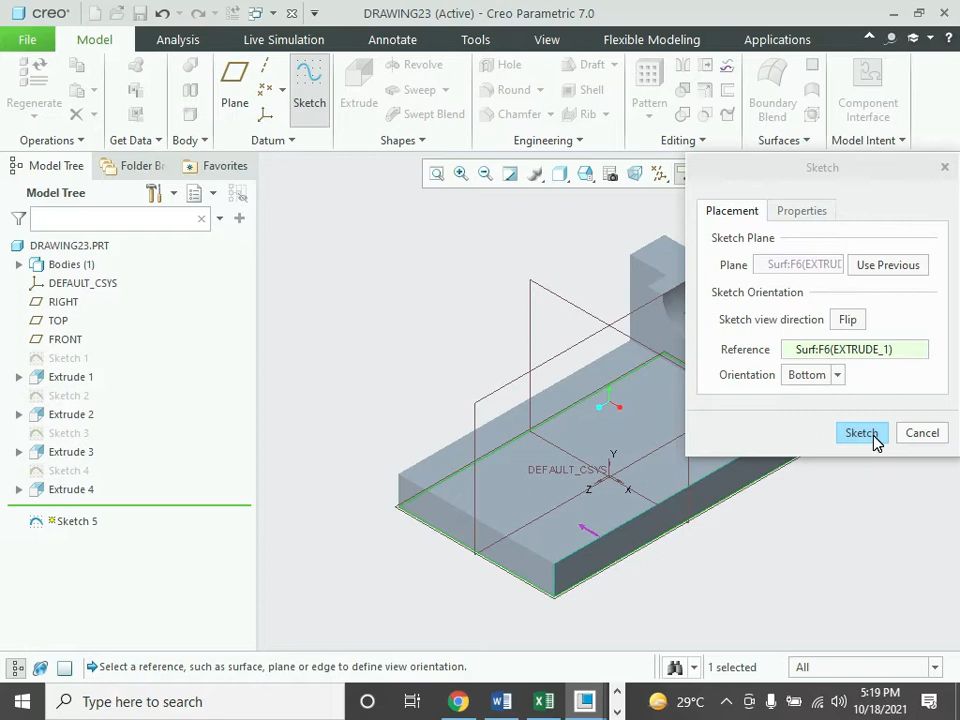 creo
DRAWING23 (Active) - Creo Parametric 7.0
File Model Analysis Live Simulation Annotate Tools View Flexible Modeling Applications
Regenerate
Plane
Sketch
Extrude
Revolve
Sweep
Swept Blend
Hole
Round
Chamfer
Draft
Shell
Rib
Pattern
Boundary Blend
Component Interface
Operations Get Data Body Datum Shapes Engineering Editing Surfaces Model Intent
Model Tree Folder Br Favorites
Model Tree
DRAWING23.PRT
Bodies (1)
DEFAULT_CSYS
RIGHT
TOP
FRONT
Sketch 1
Extrude 1
Sketch 2
Extrude 2
Sketch 3
Extrude 3
Sketch 4
Extrude 4
Sketch 5
DEFAULT_CSYS
Y
Z
X
Sketch
Placement Properties
Sketch Plane
Plane Surf:F6(EXTRUD Use Previous
Sketch Orientation
Sketch view direction Flip
Reference Surf:F6(EXTRUDE_1)
Orientation Bottom
Sketch Cancel
Select a reference, such as surface, plane or edge to define view orientation.
1 selected
All
Type here to search
29°C
5:19 PM
10/18/2021